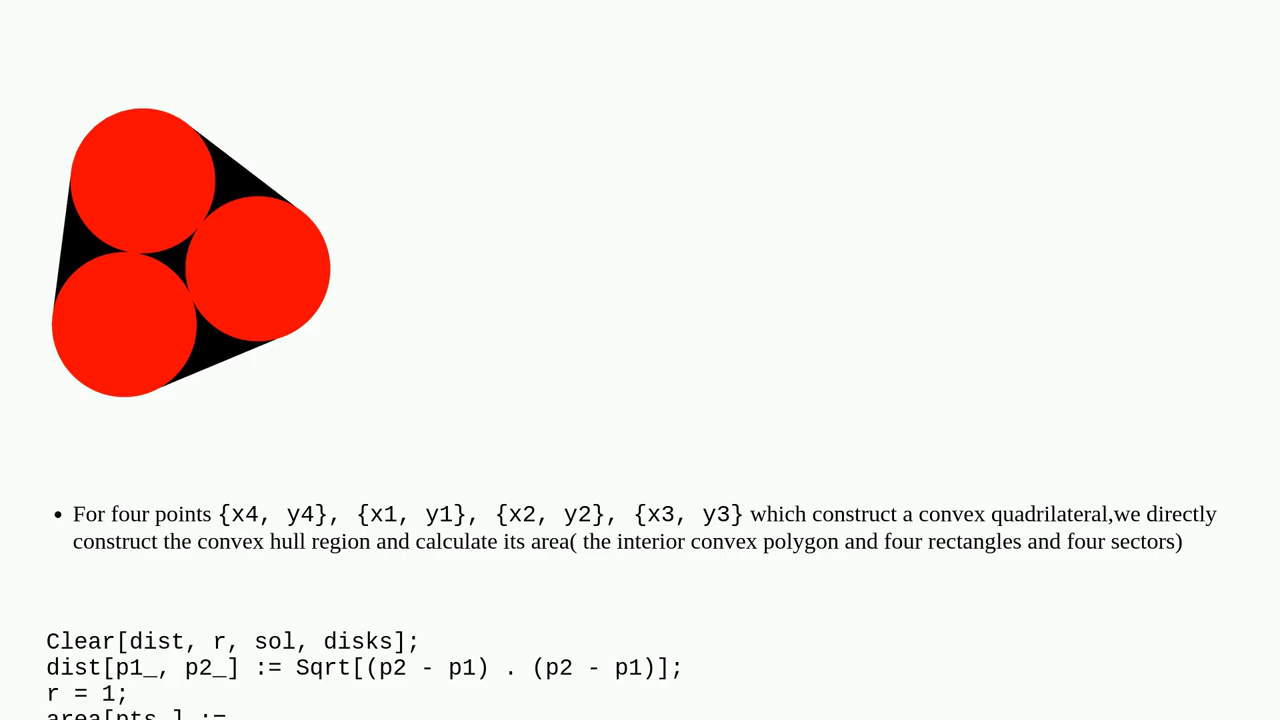 • For four points {x4, y4}, {x1, y1}, {x2, y2}, {x3, y3} which construct a convex quadrilateral,we directly
construct the convex hull region and calculate its area( the interior convex polygon and four rectangles and four sectors)
Clear[dist, r, sol, disks];
dist[p1_, p2_] := Sqrt[(p2 - p1) . (p2 - p1)];
r = 1;
area[pts_] :=